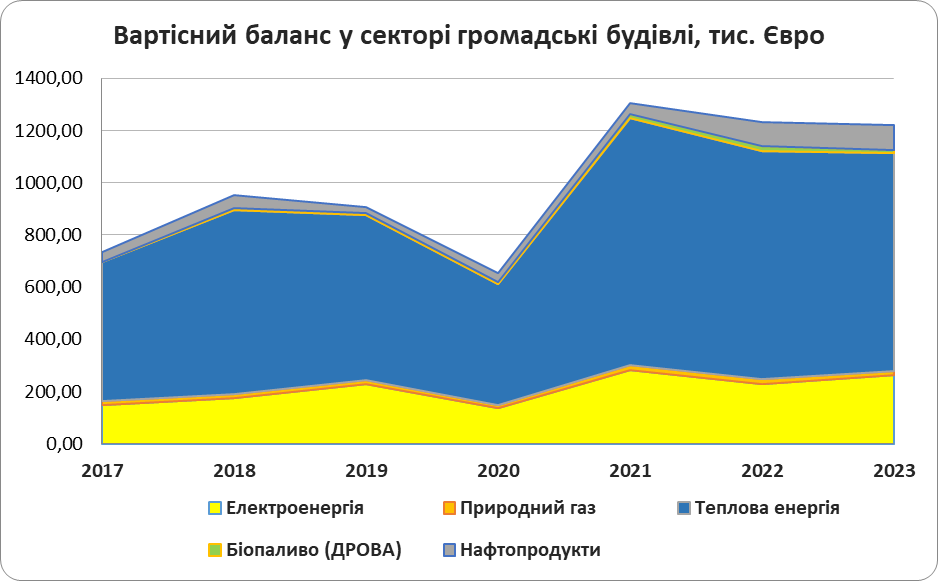 Вартісний баланс у секторі громадські будівлі, тис. Євро
1400,00
1200,00
1000,00
800,00
600,00
400,00
200,00
0,00
2017 2018 2019 2020 2021 2022 2023
Електроенергія Природний газ Теплова енергія
Біопаливо (ДРОВА) Нафтопродукти